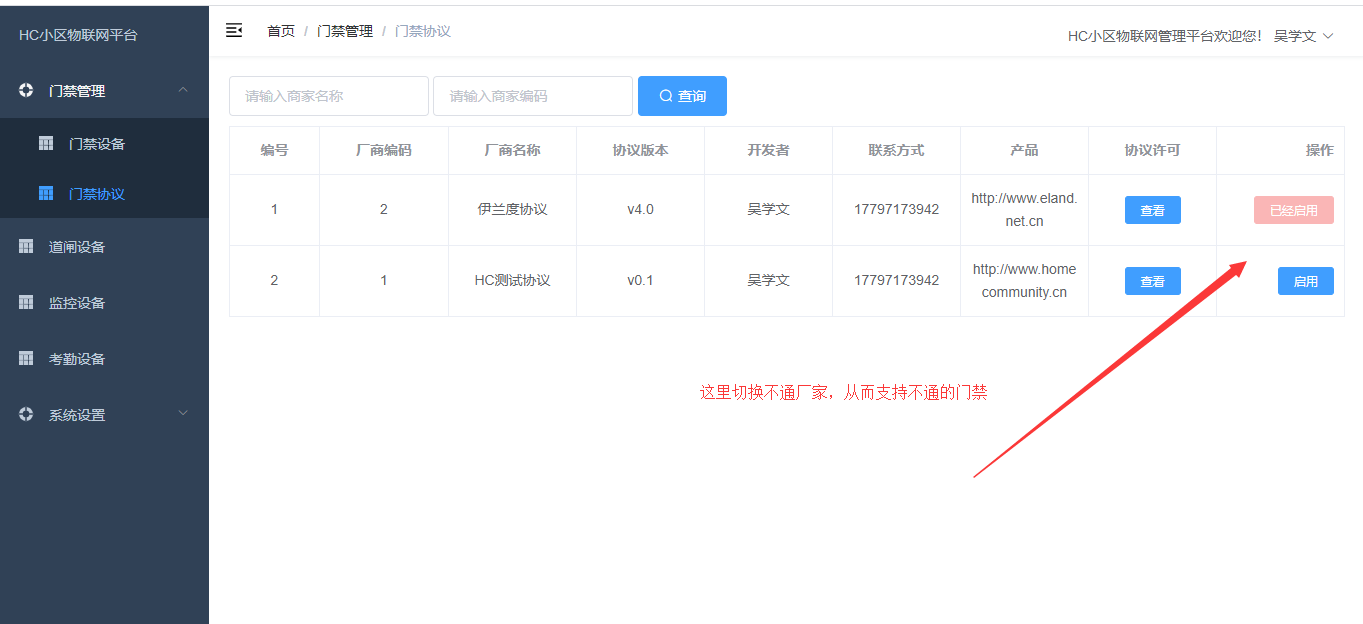 HC小区物联网平台
首页 / 门禁管理 / 门禁协议
HC小区物联网管理平台欢迎您! 吴学文
门禁管理
门禁设备
门禁协议
道闸设备
监控设备
考勤设备
系统设置
请输入商家名称 请输入商家编码 查询
编号 厂商编码 厂商名称 协议版本 开发者 联系方式 产品 协议许可 操作
1 2 伊兰度协议 v4.0 吴学文 17797173942 http://www.eland. 查看 已经启用
net.cn
2 1 HC测试协议 v0.1 吴学文 17797173942 http://www.home 查看 启用
community.cn
这里切换不通厂家，从而支持不通的门禁